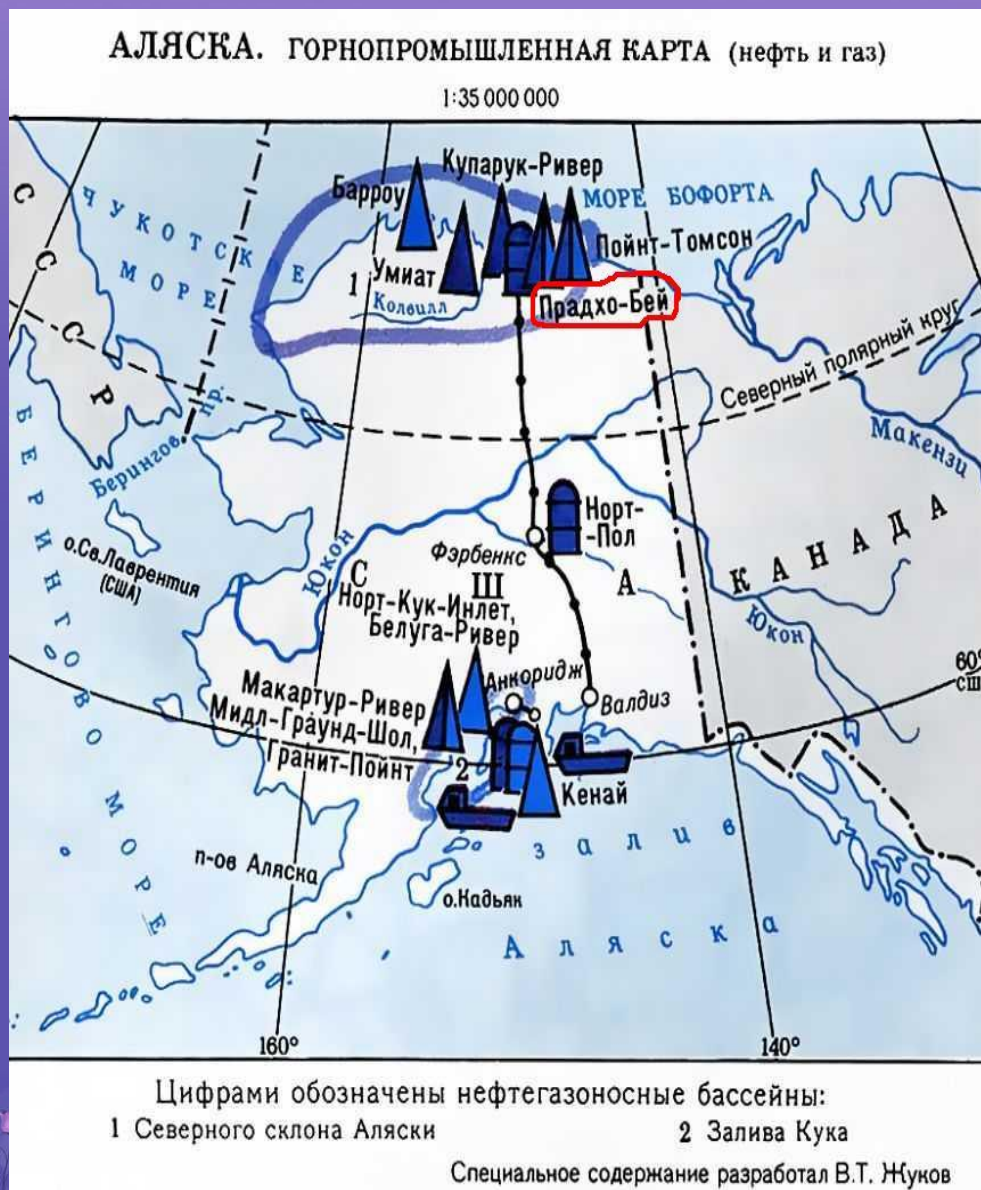 АЛЯСКА. ГОРНОПРОМЫШЛЕННАЯ КАРТА (нефть и газ)
1:35 000 000
Купарук-Ривер
Барроу
МОРЕ БОФОРТА
ЧУКОТСКОЕ
МОРЕ
Пойнт-Томсон
Умиат
1
Колвилл
Прадхо-Бей
СССР
Северный полярный круг
Берингов пр.
Макензи
Норт-
-Пол
о.Св.Лаврентия
(США)
Юкон
Фэрбенкс
КАНАДА
С Ш А
Норт-Кук-Инлет,
Белуга-Ривер
Юкон
БЕРИНГОВО МОРЕ
60°
сш
Анкоридж
Макартур-Ривер
Валдиз
Мидл-Граунд-Шол,
Гранит-Пойнт
2
Кенай
залив
п-ов Аляска
о.Кадьяк
Аляска
160°
140°
Цифрами обозначены нефтегазоносные бассейны:
1 Северного склона Аляски
2 Залива Кука
Специальное содержание разработал В.Т. Жуков